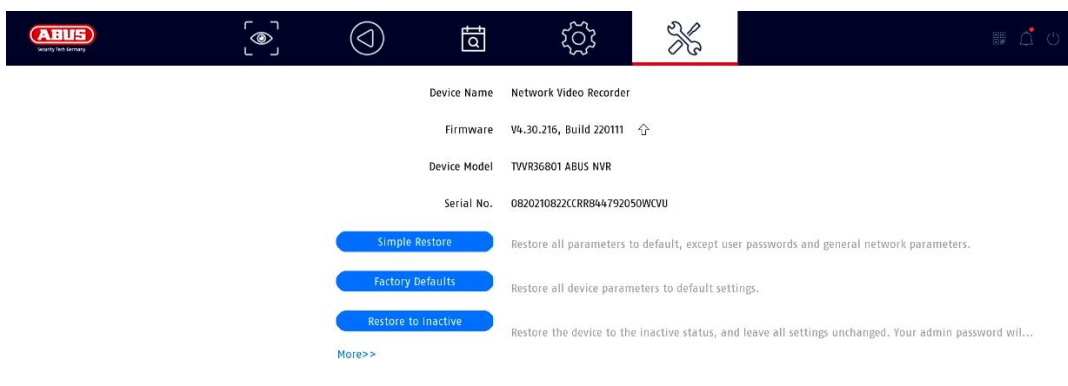 ABUS
Security Tech Germany
Device Name Network Video Recorder
Firmware V4.30.216, Build 220111
Device Model TVVR36801 ABUS NVR
Serial No. 0820210822CCRR844792050WCVU
Simple Restore Restore all parameters to default, except user passwords and general network parameters.
Factory Defaults Restore all device parameters to default settings.
Restore to Inactive Restore the device to the inactive status, and leave all settings unchanged. Your admin password wil...
More>>